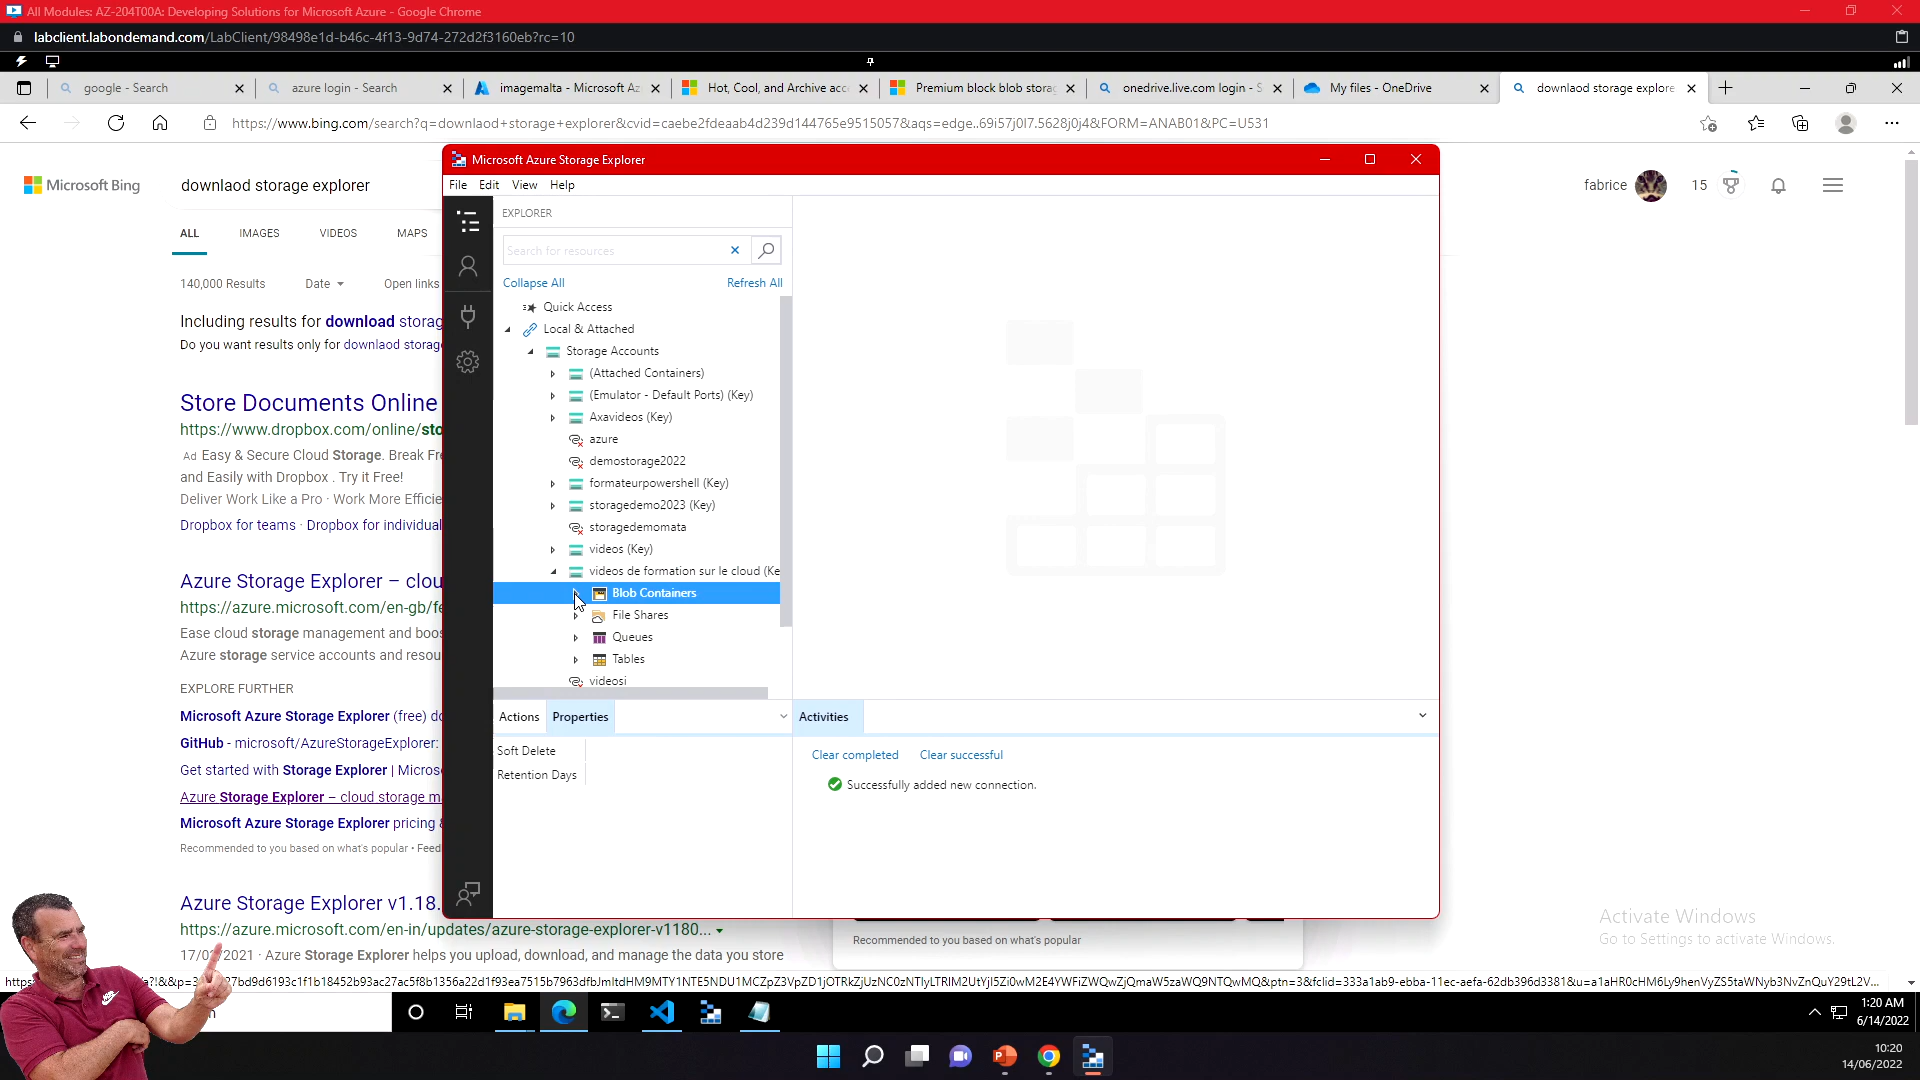 All Modules: AZ-204T00A: Developing Solutions for Microsoft Azure - Google Chrome
labclient.labondemand.com/LabClient/98498e1d-b46c-4f13-9d74-272d2f3160eb?rc=10
google - Search
azure login - Search
imagemalta - Microsoft Az
Hot, Cool, and Archive acc
Premium block blob storag
onedrive.live.com login - S
My files - OneDrive
downlaod storage explore
https://www.bing.com/search?q=downlaod+storage+explorer&cvid=caebe2fdeaab4d239d144765e9515057&aqs=edge..69i57j0l7.5628j0j4&FORM=ANAB01&PC=U531
Microsoft Bing
downlaod storage explorer
fabrice
15
ALL
IMAGES
VIDEOS
MAPS
140,000 Results
Date
Open links
Including results for download storag
Do you want results only for downlaod storag
Store Documents Online
https://www.dropbox.com/online/sto
Ad Easy & Secure Cloud Storage. Break Fre
and Easily with Dropbox . Try it Free!
Deliver Work Like a Pro · Work More Efficie
Dropbox for teams · Dropbox for individual
Azure Storage Explorer – clou
https://azure.microsoft.com/en-gb/fe
Ease cloud storage management and boos
Azure storage service accounts and resou
EXPLORE FURTHER
Microsoft Azure Storage Explorer (free) do
GitHub - microsoft/AzureStorageExplorer:
Get started with Storage Explorer | Micros
Azure Storage Explorer – cloud storage m
Microsoft Azure Storage Explorer pricing &
Recommended to you based on what's popular • Feed
Azure Storage Explorer v1.18.
https://azure.microsoft.com/en-in/updates/azure-storage-explorer-v1180...
2021 · Azure Storage Explorer helps you upload, download, and manage the data you store
Microsoft Azure Storage Explorer
File
Edit
View
Help
EXPLORER
Search for resources
Collapse All
Refresh All
Quick Access
Local & Attached
Storage Accounts
(Attached Containers)
(Emulator - Default Ports) (Key)
Axavideos (Key)
azure
demostorage2022
formateurpowershell (Key)
storagedemo2023 (Key)
storagedemomata
videos (Key)
videos de formation sur le cloud (Ke
Blob Containers
File Shares
Queues
Tables
videosi
Actions
Properties
Soft Delete
Retention Days
Activities
Clear completed
Clear successful
Successfully added new connection.
Recommended to you based on what's popular
Activate Windows
Go to Settings to activate Windows.
1:20 AM
6/14/2022
10:20
14/06/2022